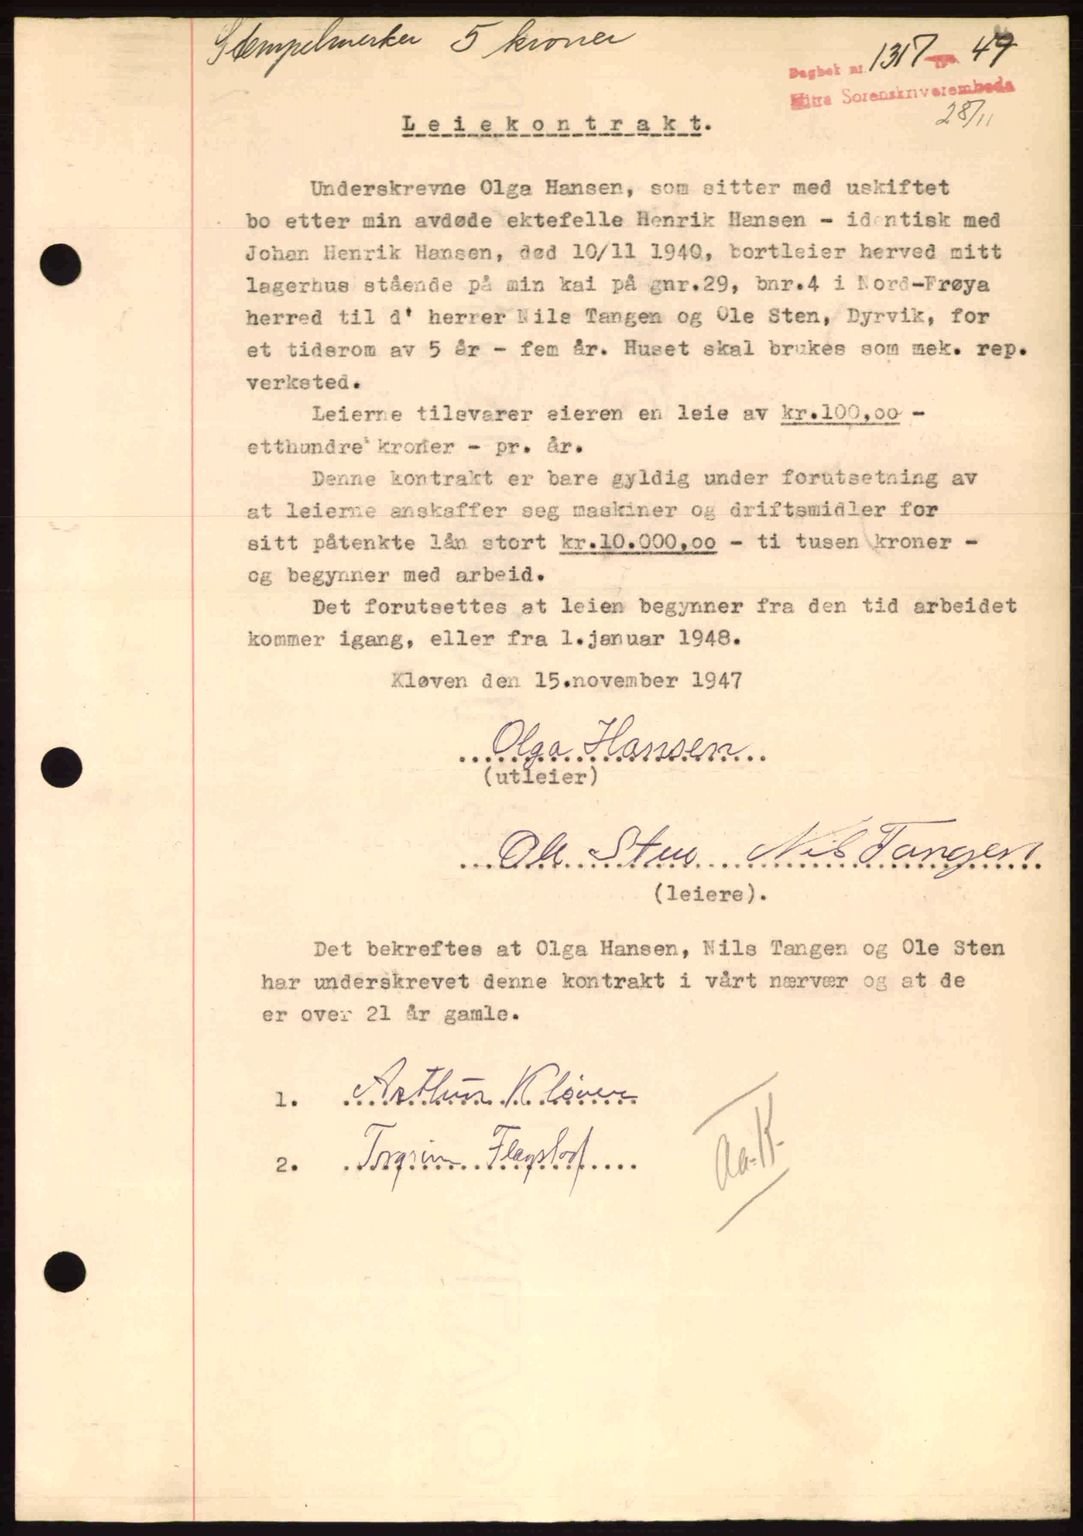 Stempelmerker 5 kroner
Dagbok nr. 1317 - 47
Hitra Sorenskriverembede
28/11
Leiekontrakt.
Underskrevne Olga Hansen, som sitter med uskiftet
bo etter min avdøde ektefelle Henrik Hansen - identisk med
Johan Henrik Hansen, død 10/11 1940, bortleier herved mitt
lagerhus stående på min kai på gnr.29, bnr.4 i Nord-Frøya
herred til d' herrer Nils Tangen og Ole Sten, Dyrvik, for
et tidsrom av 5 år - fem år. Huset skal brukes som mek. rep.
verksted.
Leierne tilsvarer eieren en leie av kr.100,oo -
etthundre kroner - pr. år.
Denne kontrakt er bare gyldig under forutsetning av
at leierne anskaffer seg maskiner og driftsmidler for
sitt påtenkte lån stort kr.10.000,oo - ti tusen kroner -
og begynner med arbeid.
Det forutsettes at leien begynner fra den tid arbeidet
kommer igang, eller fra 1.januar 1948.
Kløven den 15.november 1947
Olga Hansen
(utleier)
Ole Sten Nils Tangen
(leiere).
Det bekreftes at Olga Hansen, Nils Tangen og Ole Sten
har underskrevet denne kontrakt i vårt nærvær og at de
er over 21 år gamle.
1. Arthur Kløven
2. Torgrim
Aa.K.